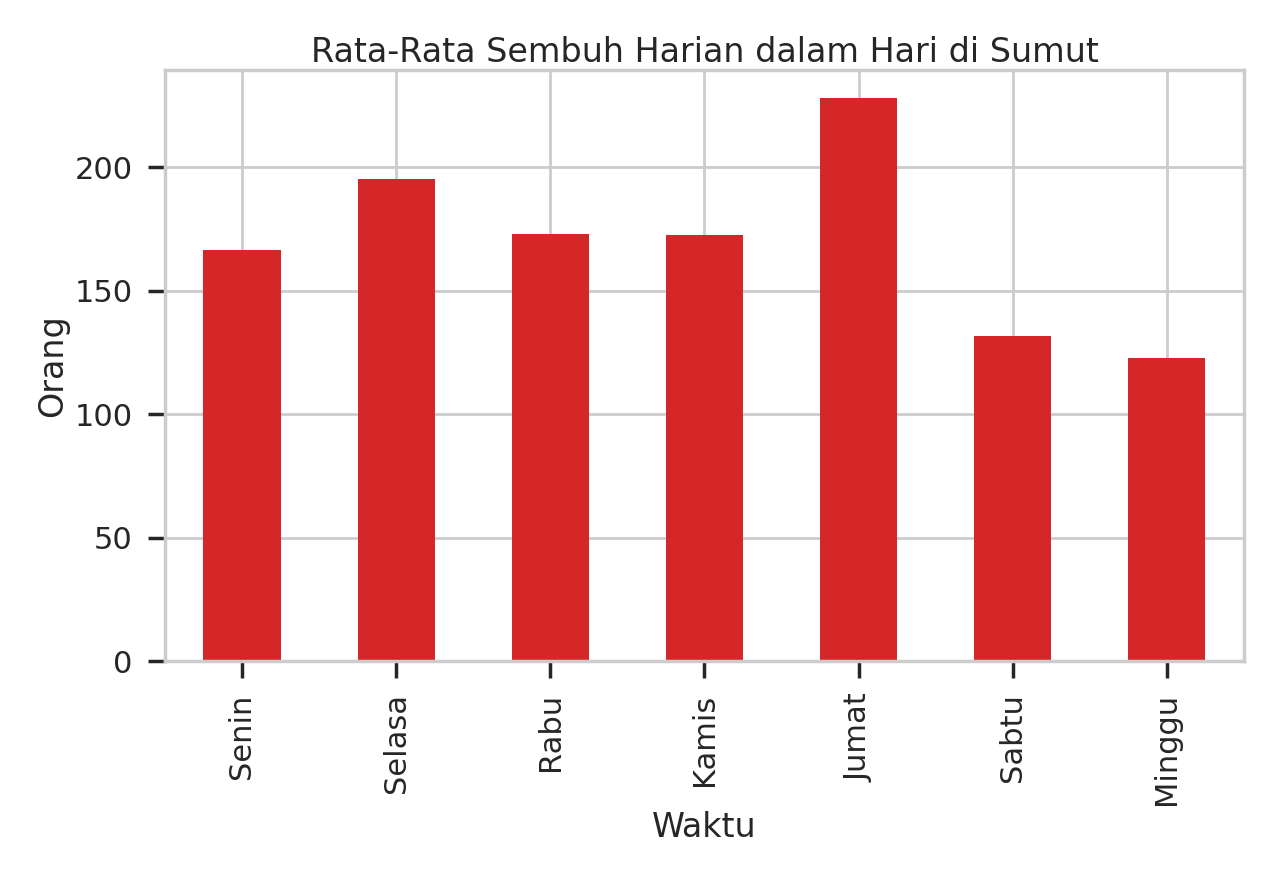 Rata-Rata Sembuh Harian dalam Hari di Sumut
Orang
200
150
100
50
0
Senin
Selasa
Rabu
Kamis
Jumat
Sabtu
Minggu
Waktu